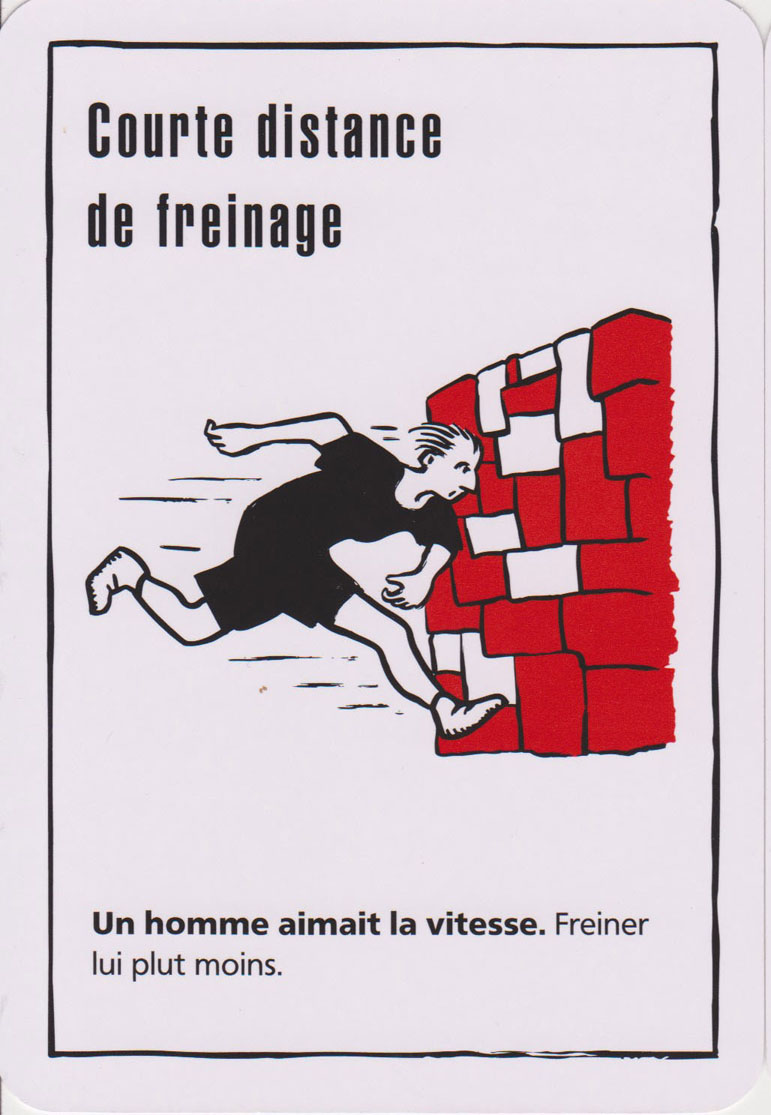 Courte distance
de freinage
Un homme aimait la vitesse. Freiner
lui plut moins.